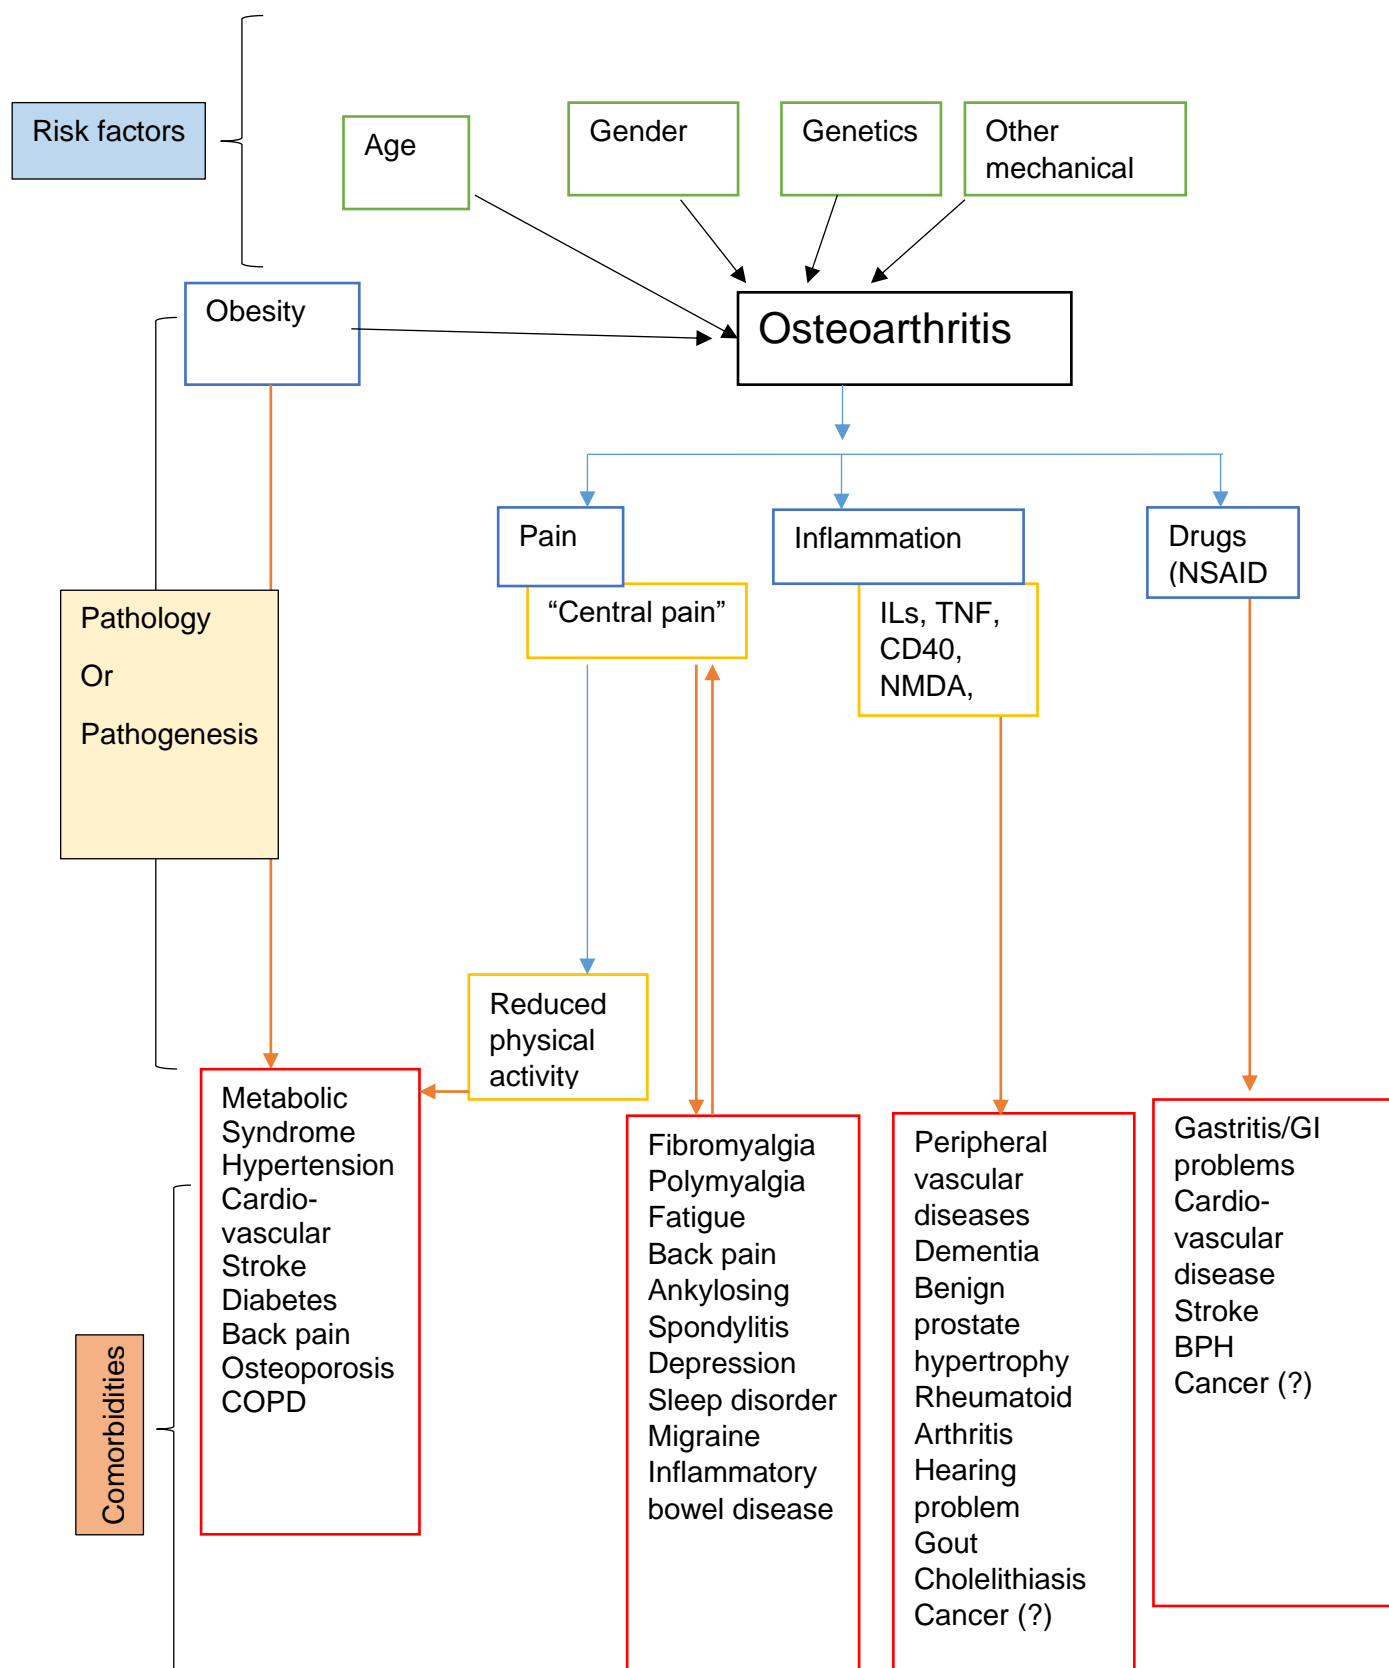 Risk factors
Age
Gender
Genetics
Other
mechanical
Obesity
Osteoarthritis
Pain
Inflammation
Drugs
(NSAID
“Central pain”
ILs, TNF,
CD40,
NMDA,
Pathology
Or
Pathogenesis
Reduced
physical
activity
Metabolic
Syndrome
Hypertension
Cardio-
vascular
Stroke
Diabetes
Back pain
Osteoporosis
COPD
Fibromyalgia
Polymyalgia
Fatigue
Back pain
Ankylosing
Spondylitis
Depression
Sleep disorder
Migraine
Inflammatory
bowel disease
Peripheral
vascular
diseases
Dementia
Benign
prostate
hypertrophy
Rheumatoid
Arthritis
Hearing
problem
Gout
Cholelithiasis
Cancer (?)
Gastritis/GI
problems
Cardio-
vascular
disease
Stroke
BPH
Cancer (?)
Comorbidities